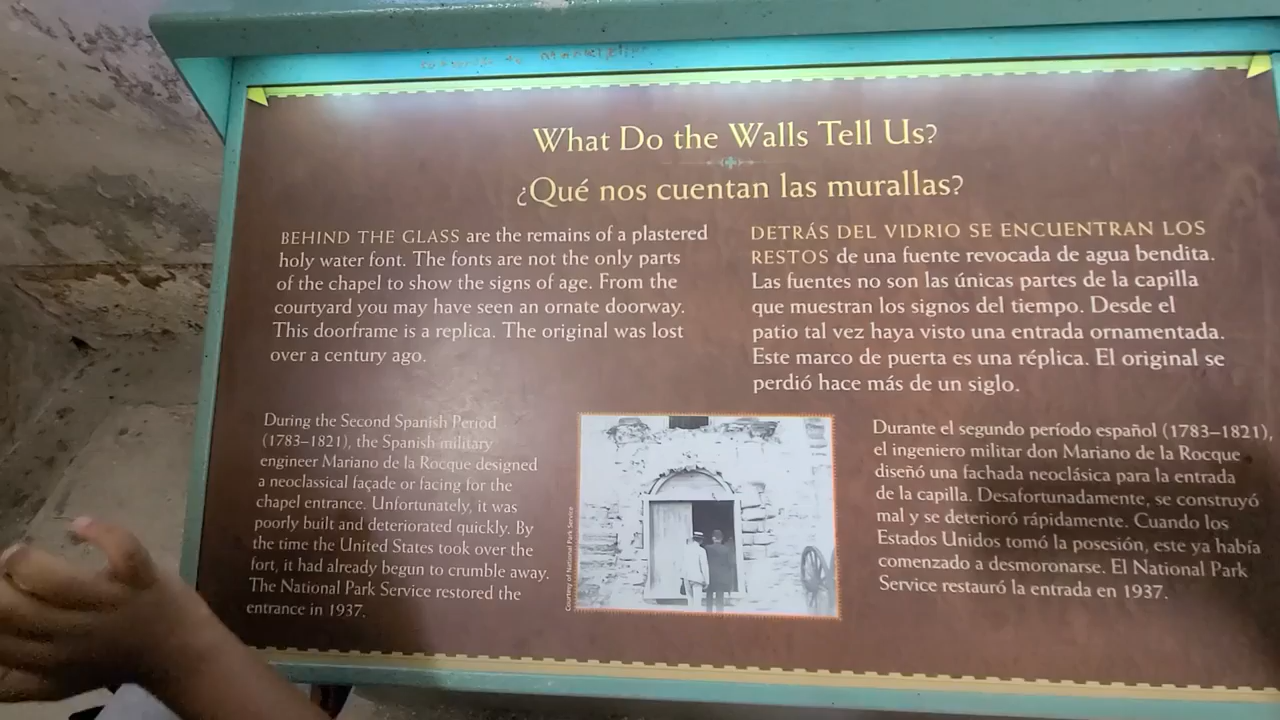 What Do the Walls Tell Us?
¿Qué nos cuentan las murallas?
BEHIND THE GLASS are the remains of a plastered
holy water font. The fonts are not the only parts
of the chapel to show the signs of age. From the
courtyard you may have seen an ornate doorway.
This doorframe is a replica. The original was lost
over a century ago.
DETRÁS DEL VIDRIO SE ENCUENTRAN LOS
RESTOS de una fuente revocada de agua bendita.
Las fuentes no son las únicas partes de la capilla
que muestran los signos del tiempo. Desde el
patio tal vez haya visto una entrada ornamentada.
Este marco de puerta es una réplica. El original se
perdió hace más de un siglo.
During the Second Spanish Period
(1783–1821), the Spanish military
engineer Mariano de la Rocque designed
a neoclassical façade or facing for the
chapel entrance. Unfortunately, it was
poorly built and deteriorated quickly. By
the time the United States took over the
fort, it had already begun to crumble away.
The National Park Service restored the
entrance in 1937.
Courtesy of National Park Service
Durante el segundo período español (1783–1821),
el ingeniero militar don Mariano de la Rocque
diseñó una fachada neoclásica para la entrada
de la capilla. Desafortunadamente, se construyó
mal y se deterioró rápidamente. Cuando los
Estados Unidos tomó la posesión, este ya había
comenzado a desmoronarse. El National Park
Service restauró la entrada en 1937.